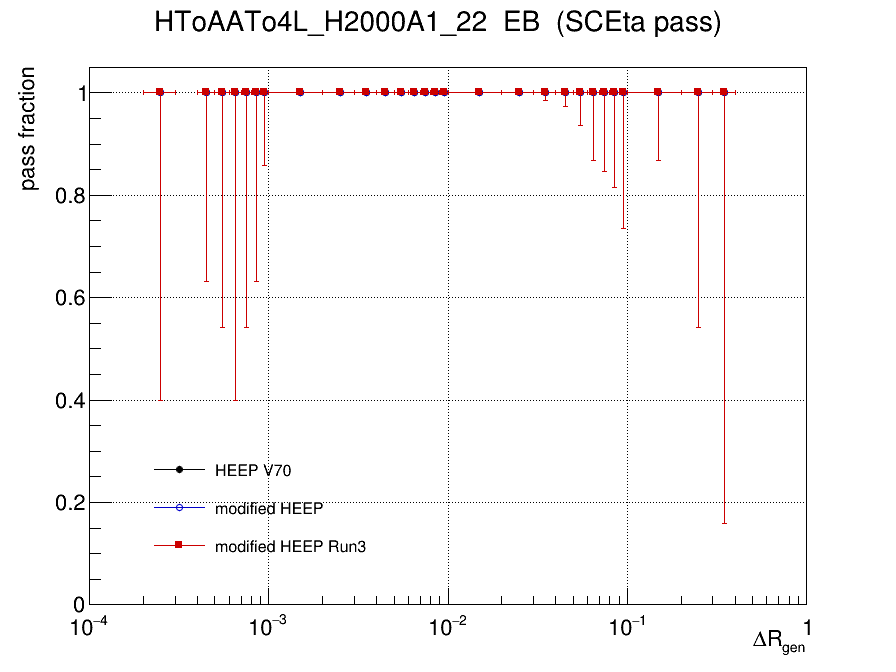 HToAATo4L_H2000A1_22 EB (SCEta pass)
pass fraction
1
0.8
0.6
0.4
0.2
0
HEEP V70
modified HEEP
modified HEEP Run3
10⁻⁴ 10⁻³ 10⁻² 10⁻¹ 1
ΔR_gen